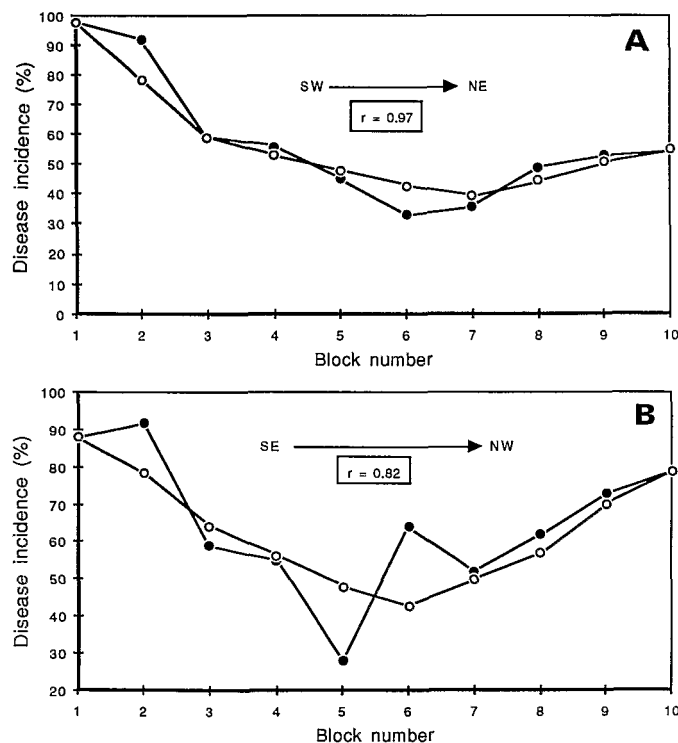 A
Disease incidence (%)
100
90
80
70
60
50
40
30
20
10
0
SW NE
r = 0.97
1 2 3 4 5 6 7 8 9 10
Block number
B
Disease incidence (%)
100
90
80
70
60
50
40
30
20
SE NW
r = 0.82
1 2 3 4 5 6 7 8 9 10
Block number